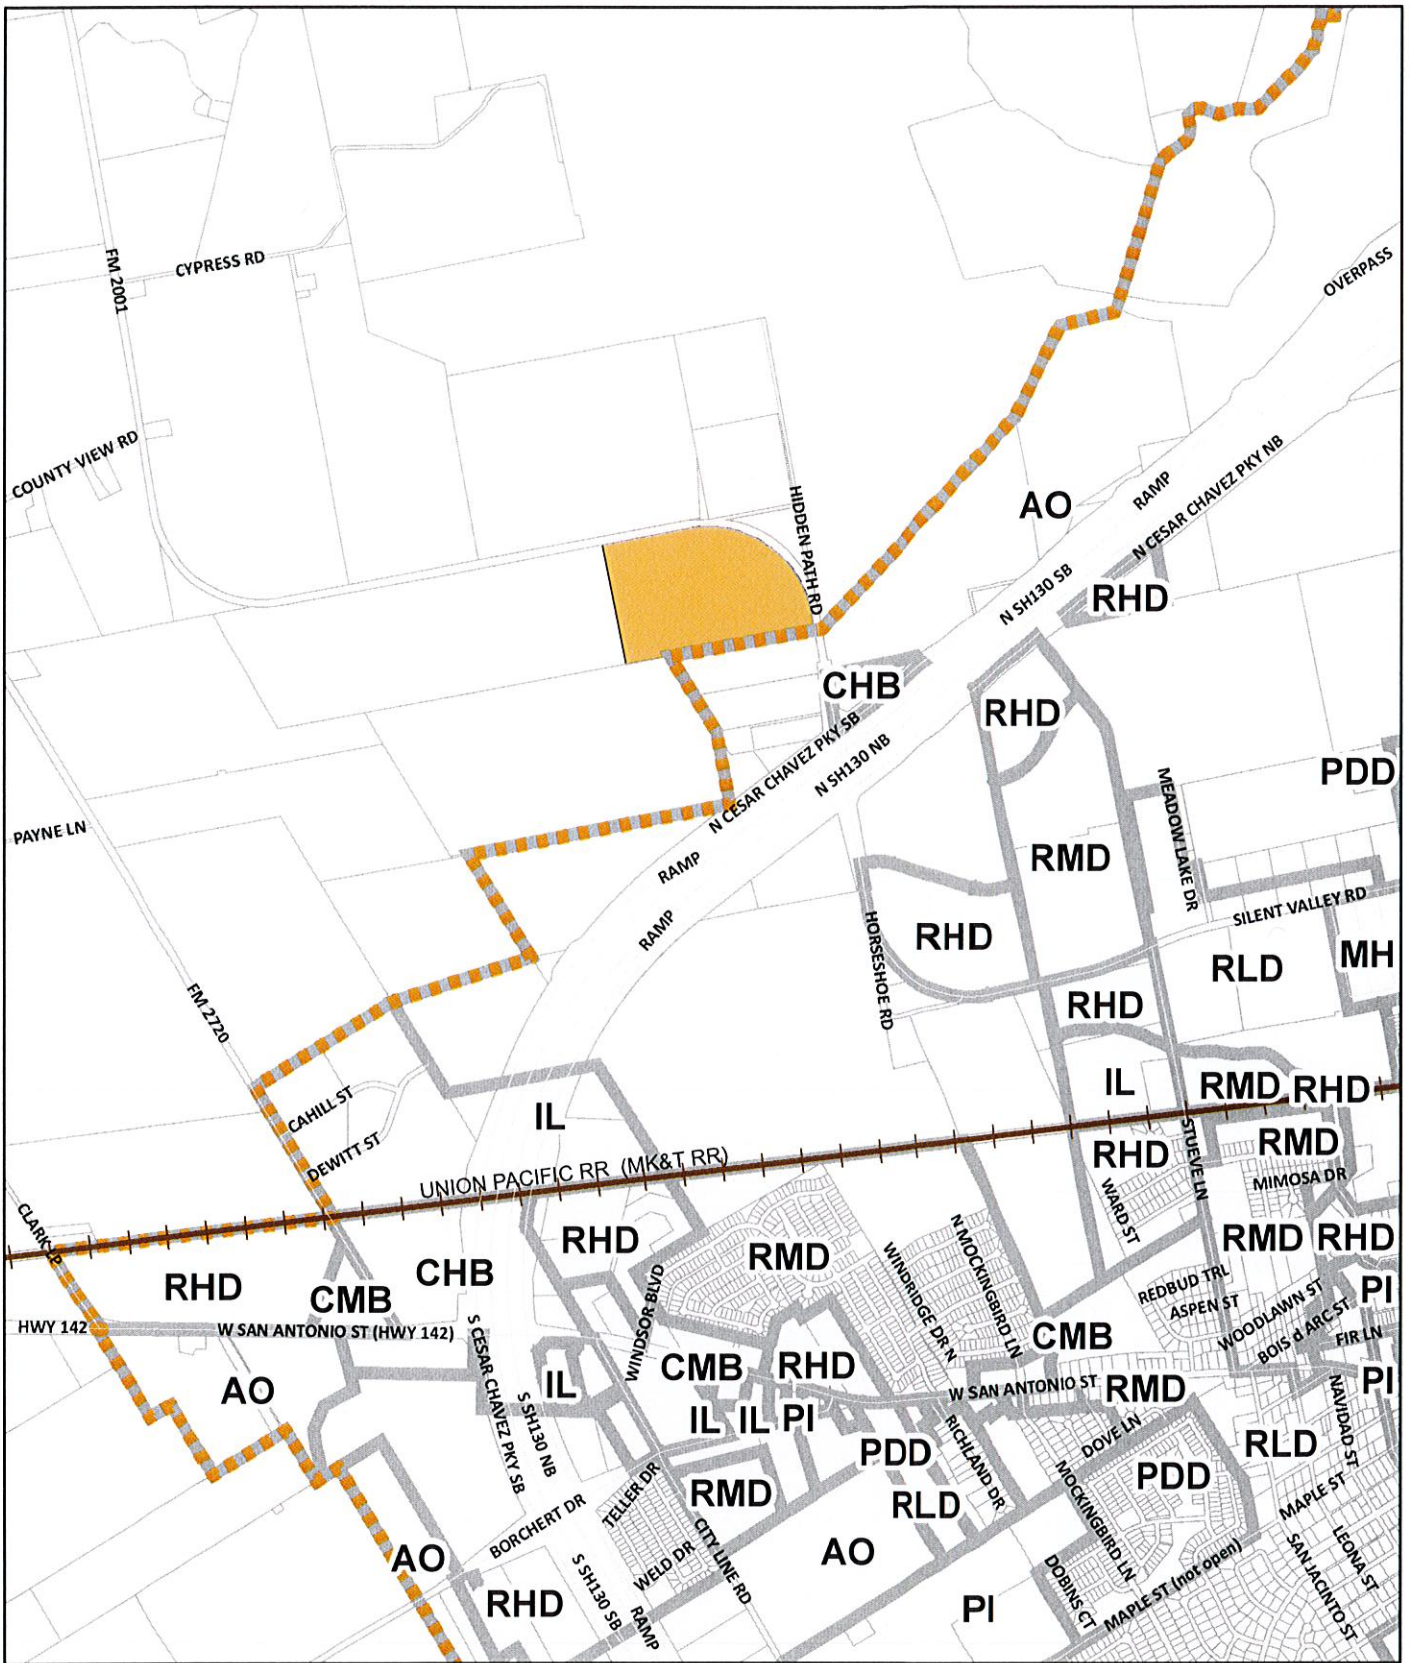 OVERPASS
CYPRESS RD
FM 2001
COUNTY VIEW RD
HIDDEN PATH RD
AO
RAMP
N CESAR CHAVEZ PKY NB
N SH130 SB
RHD
CHB
RHD
N CESAR CHAVEZ PKY SB
N SH130 NB
PDD
MEADOW LAKE DR
PAYNE LN
RAMP
RMD
RAMP
SILENT VALLEY RD
HORSESHOE RD
RHD
RLD
MH
FM 2720
RHD
IL
RMD
RHD
CAHILL ST
IL
DEWITT ST
UNION PACIFIC RR (MK&T RR)
RHD
STUEVE LN
RMD
MIMOSA DR
WARD ST
CLARK LP
RHD
RMD
N MOCKINGBIRD LN
WINDRIDGE DR N
RMD
RHD
RHD
CHB
CMB
REDBUD TRL
ASPEN ST
WOODLAWN ST
PI
HWY 142
W SAN ANTONIO ST (HWY 142)
WINDSOR BLVD
CMB
BOIS d ARC ST
FIR LN
S CESAR CHAVEZ PKY SB
CMB
RHD
AO
IL
W SAN ANTONIO ST
RMD
PI
S SH130 NB
IL
IL
PI
NAVIDAD ST
PDD
RICHLAND DR
DOVE LN
RLD
MOCKINGBIRD LN
PDD
RMD
RLD
MAPLE ST
TELLER DR
BORCHERT DR
CITY LINE RD
AO
AO
WELD DR
SAN JACINTO ST
LEONA ST
MAPLE ST (not open)
DOBINS CT
RHD
S SH130 SB
RAMP
PI